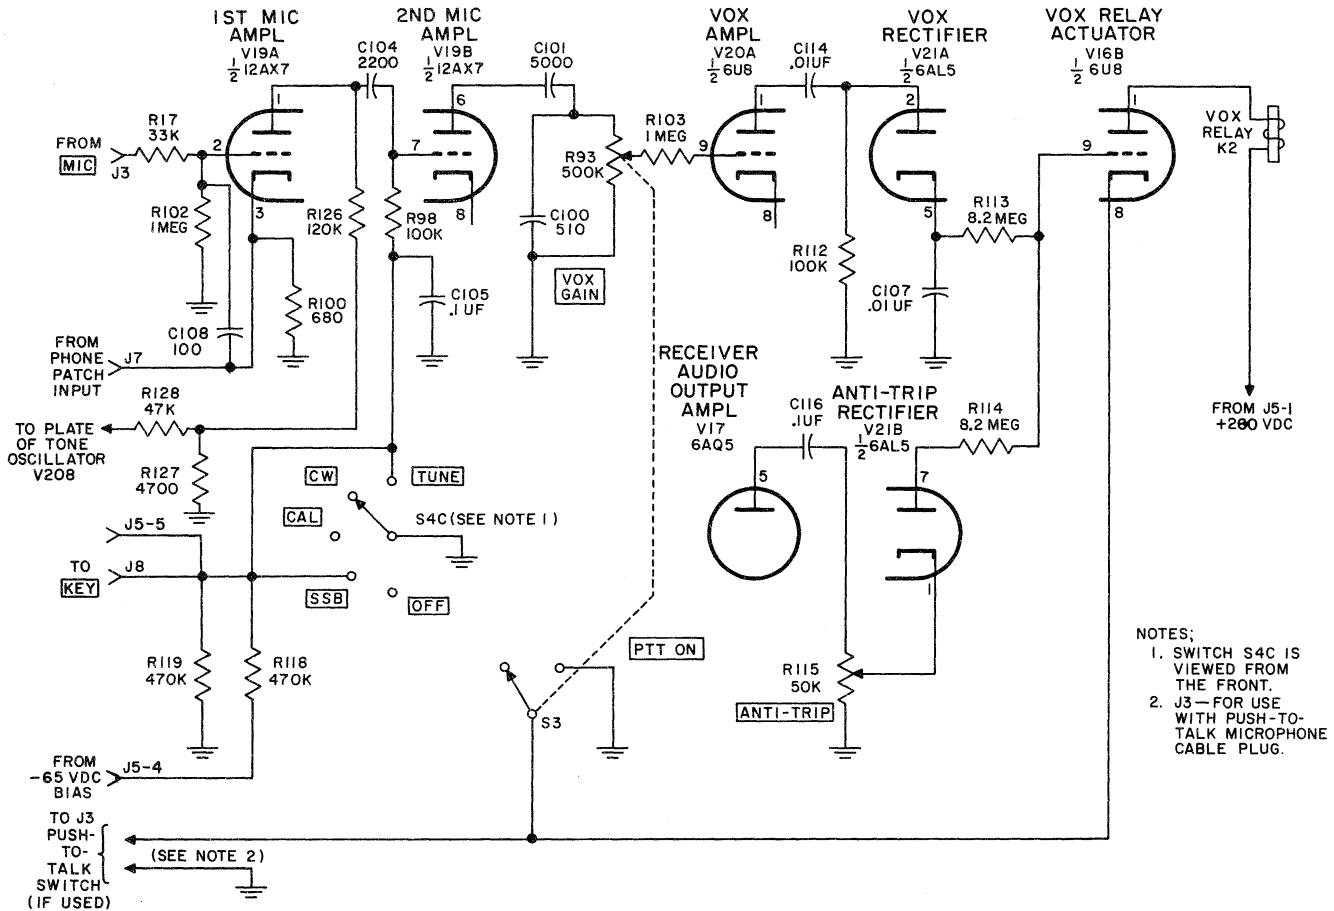 1ST MIC
AMPL
V19A
1/2 12AX7
C104
2200
2ND MIC
AMPL
V19B
1/2 12AX7
C101
5000
VOX
AMPL
V20A
1/2 6U8
C114
.01UF
VOX
RECTIFIER
V21A
1/2 6AL5
VOX RELAY
ACTUATOR
V16B
1/2 6U8
1
6
1
2
1
FROM
MIC
J3
R17
33K
2
7
R93
500K
R103
1 MEG
9
9
VOX
RELAY
K2
R102
1MEG
3
R126
120K
R98
100K
8
C100
510
8
5
R113
8.2 MEG
8
R112
100K
VOX
GAIN
C105
.1 UF
C107
.01 UF
R100
680
C108
100
FROM
PHONE
PATCH
INPUT
J7
RECEIVER
AUDIO
OUTPUT
AMPL
V17
6AQ5
C116
.1UF
ANTI-TRIP
RECTIFIER
V21B
1/2 6AL5
R114
8.2 MEG
FROM J5-1
+260 VDC
R128
47K
TO PLATE
OF TONE
OSCILLATOR
V208
R127
4700
5
7
1
CW
TUNE
CAL
S4C (SEE NOTE 1)
SSB
OFF
J5-5
TO
KEY
J8
R119
470K
R118
470K
PTT ON
S3
R115
50K
ANTI-TRIP
NOTES;
1. SWITCH S4C IS
VIEWED FROM
THE FRONT.
2. J3—FOR USE
WITH PUSH-TO-
TALK MICROPHONE
CABLE PLUG.
FROM
-65 VDC
BIAS
J5-4
TO J3
PUSH-
TO-
TALK
SWITCH
(IF USED)
(SEE NOTE 2)